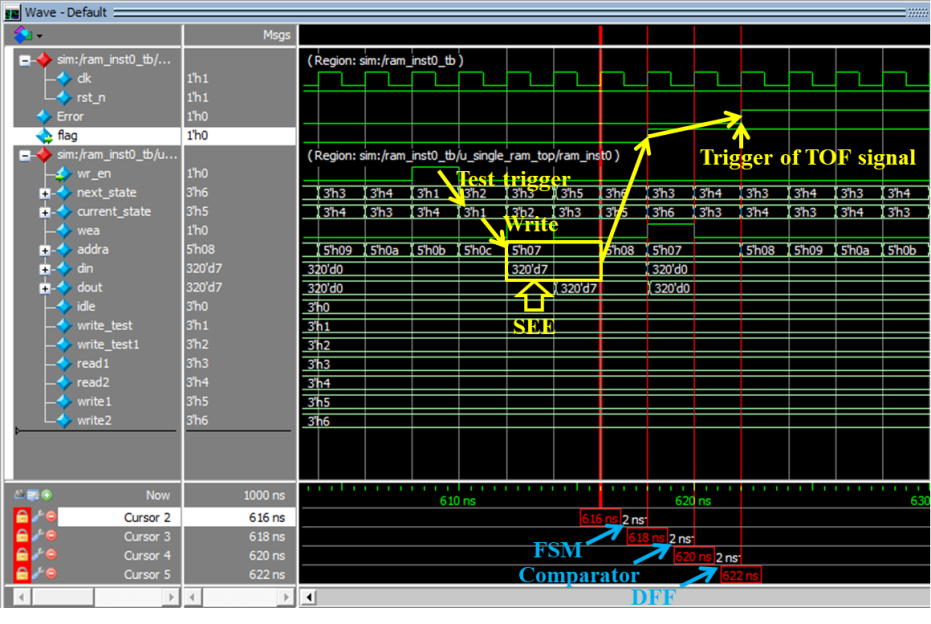 Wave - Default
Msgs
sim:/ram_inst0_tb/...
(Region: sim:/ram_inst0_tb )
clk 1'h1
rst_n 1'h1
Error 1'h0
flag 1'h0
Trigger of TOF signal
sim:/ram_inst0_tb/u...
(Region: sim:/ram_inst0_tb/u_single_ram_top/ram_inst0 )
wr_en 1'h0
Test trigger
next_state 3'h6 3'h3 3'h4 3'h1 3'h2 3'h3 3'h5 3'h6 3'h3 3'h4 3'h3 3'h4 3'h3 3'h4
current_state 3'h5 3'h4 3'h3 3'h4 3'h1 3'h2 3'h3 3'h5 3'h6 3'h3 3'h4 3'h3 3'h4 3'h3
Write
wea 1'h0
addra 5'h08 5'h09 5'h0a 5'h0b 5'h0c 5'h07 5'h08 5'h07 5'h08 5'h09 5'h0a 5'h0b
din 320'd7 320'd0 320'd7 320'd0
dout 320'd7 320'd0 320'd7 320'd0
idle 3'h0 3'h0
SEE
write_test 3'h1 3'h1
write_test1 3'h2 3'h2
read1 3'h3 3'h3
read2 3'h4 3'h4
write1 3'h5 3'h5
write2 3'h6 3'h6
Now 1000 ns 610 ns 620 ns 630
Cursor 2 616 ns 616 ns 2 ns
Cursor 3 618 ns 618 ns 2 ns
FSM
Cursor 4 620 ns 620 ns 2 ns
Comparator
Cursor 5 622 ns 622 ns
DFF